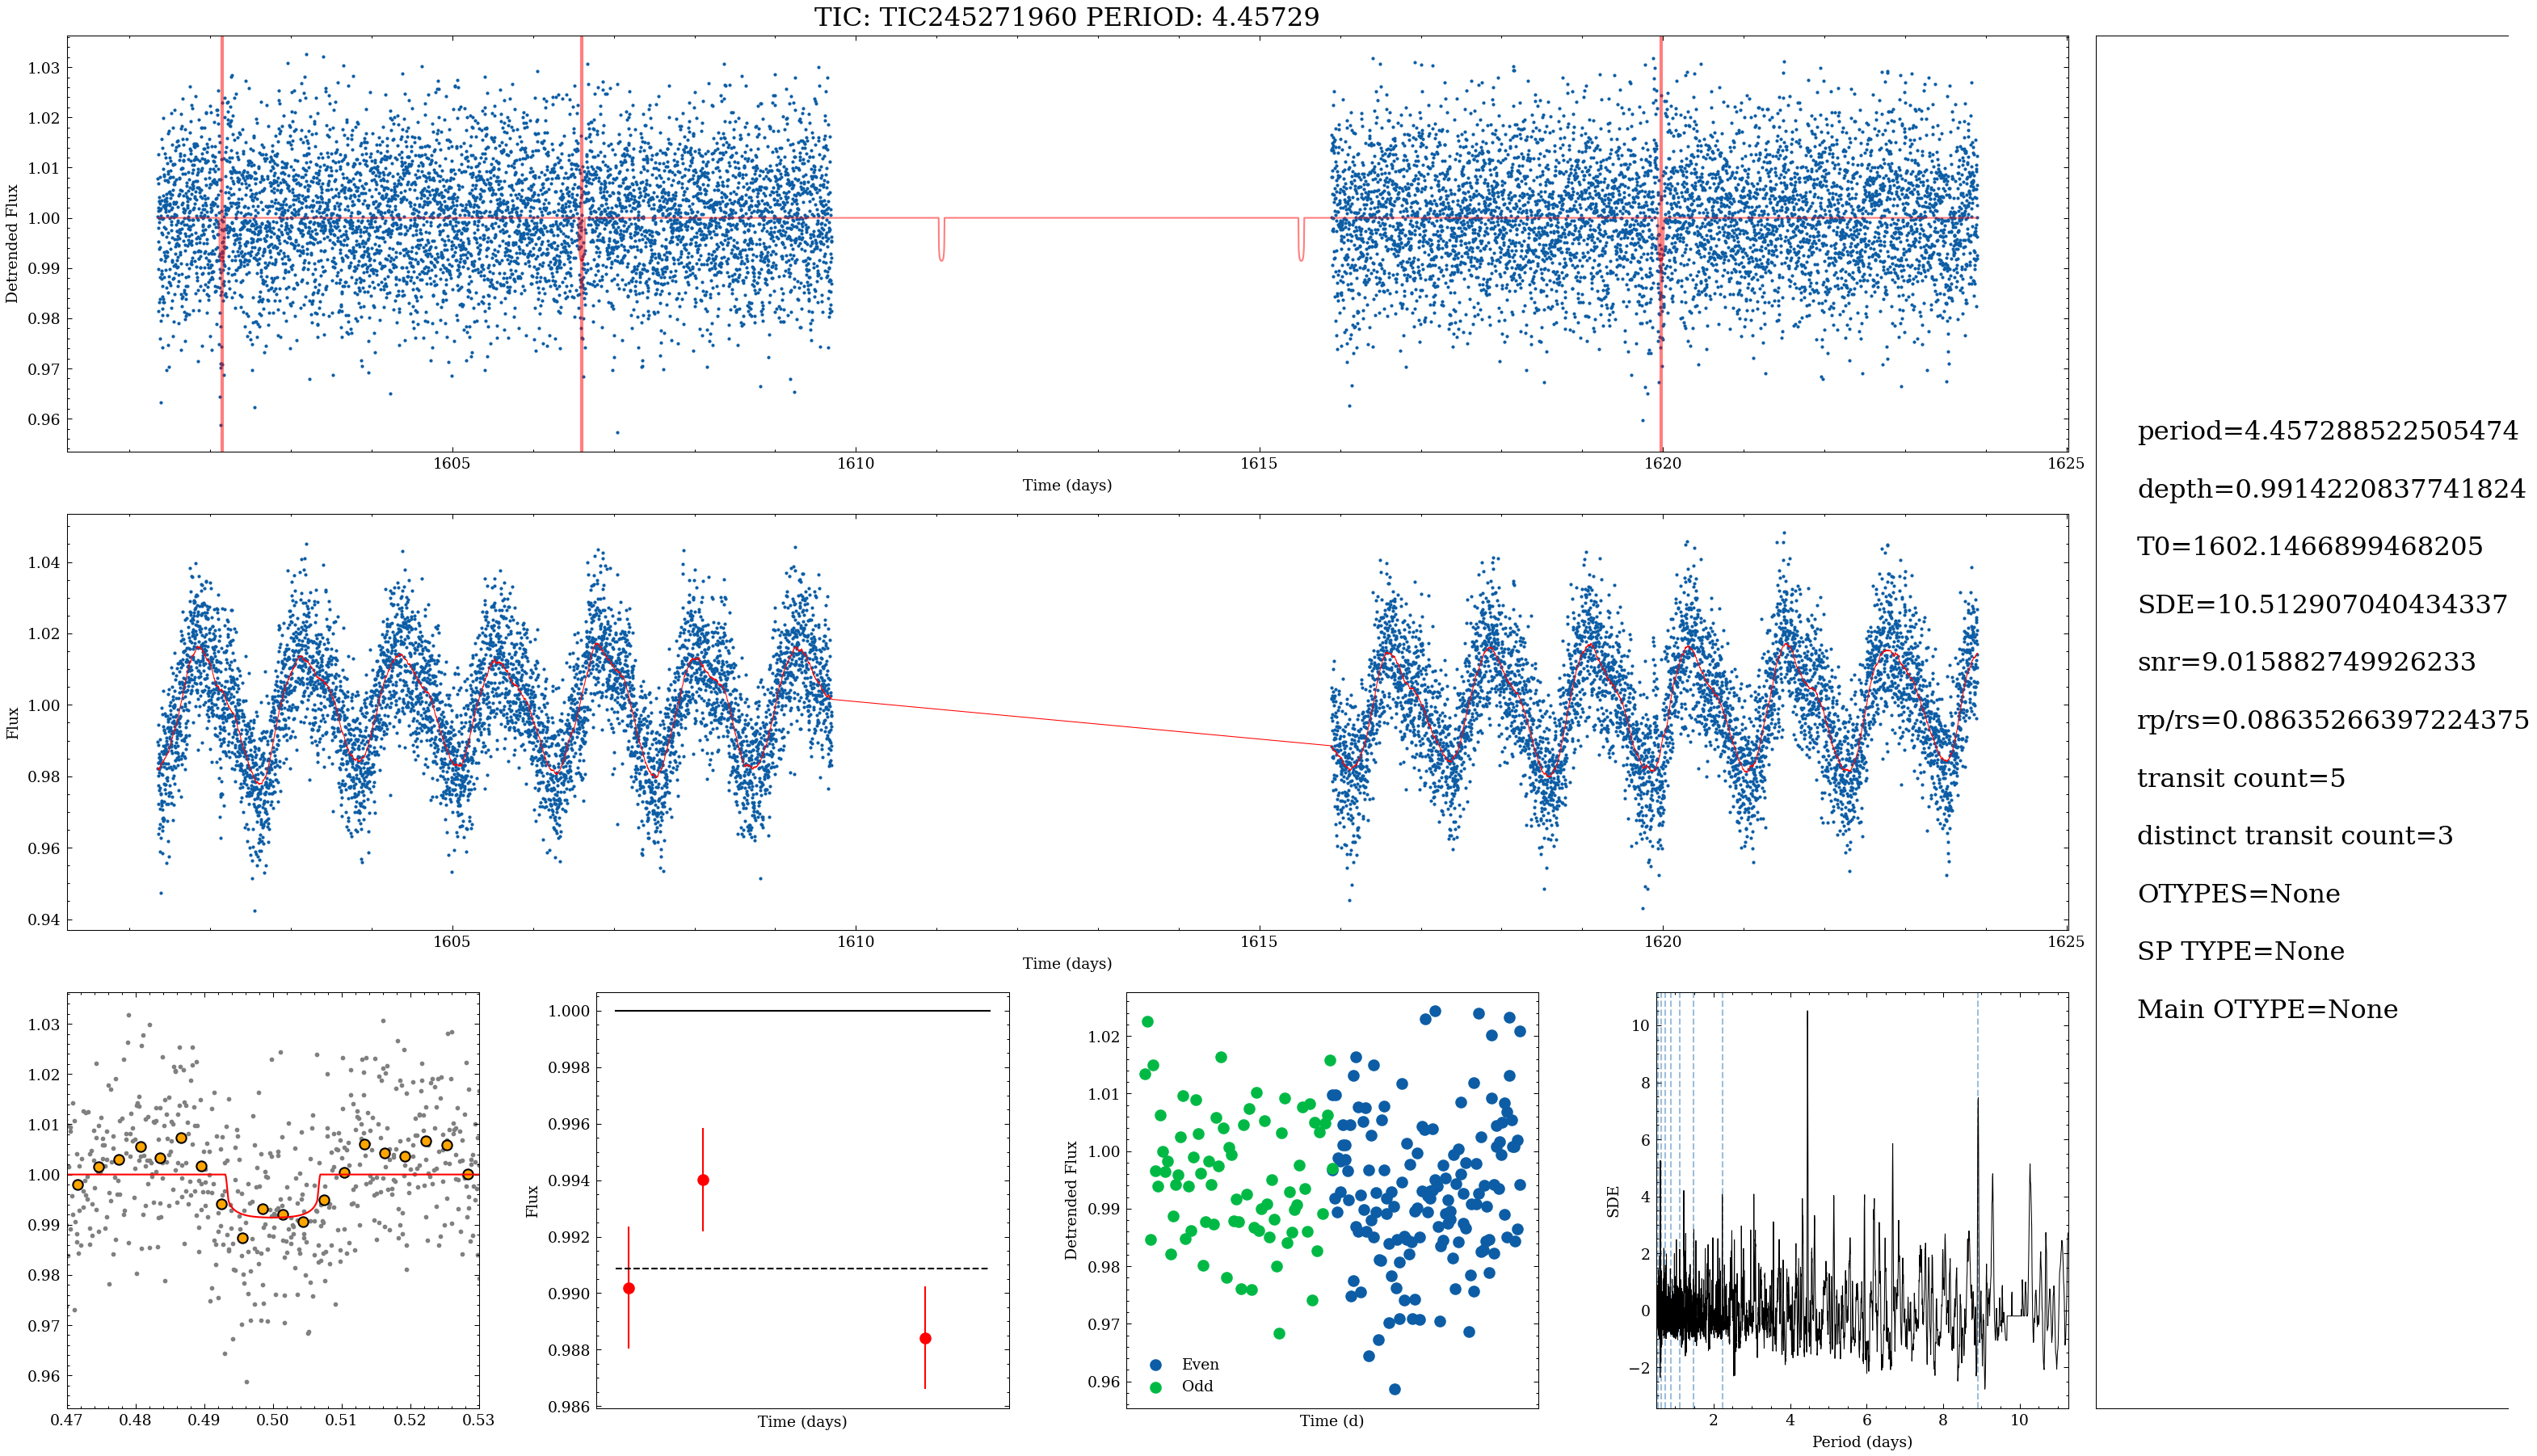 TIC: TIC245271960 PERIOD: 4.45729
1.03
1.02
1.01
1.00
0.99
0.98
0.97
0.96
Detrended Flux
1605
1610
1615
1620
1625
Time (days)
1.04
1.02
1.00
0.98
0.96
0.94
Flux
1605
1610
1615
1620
1625
Time (days)
1.03
1.02
1.01
1.00
0.99
0.98
0.97
0.96
0.47
0.48
0.49
0.50
0.51
0.52
0.53
1.000
0.998
0.996
0.994
0.992
0.990
0.988
0.986
Flux
Time (days)
1.02
1.01
1.00
0.99
0.98
0.97
0.96
Detrended Flux
Even
Odd
Time (d)
10
8
6
4
2
0
−2
SDE
2
4
6
8
10
Period (days)
period=4.457288522505474
depth=0.9914220837741824
T0=1602.1466899468205
SDE=10.512907040434337
snr=9.015882749926233
rp/rs=0.08635266397224375
transit count=5
distinct transit count=3
OTYPES=None
SP TYPE=None
Main OTYPE=None